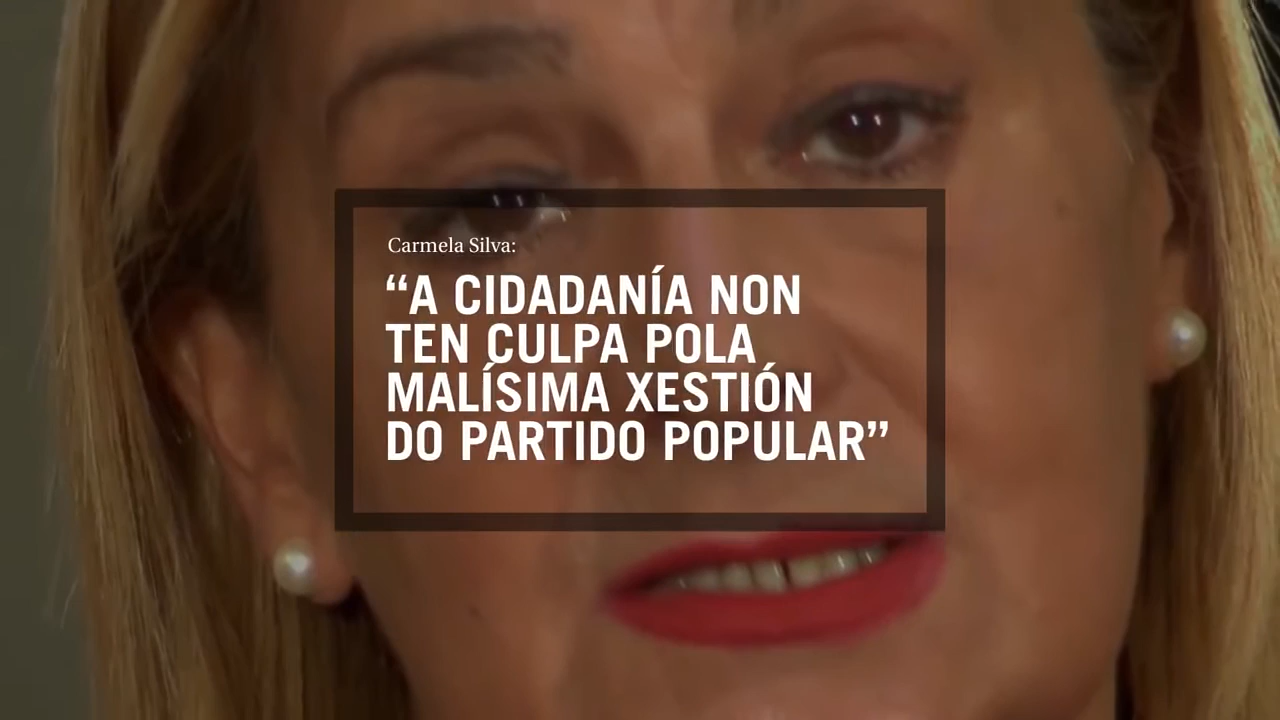 Carmela Silva:
“A CIDADANÍA NON
TEN CULPA POLA
MALÍSIMA XESTIÓN
DO PARTIDO POPULAR”